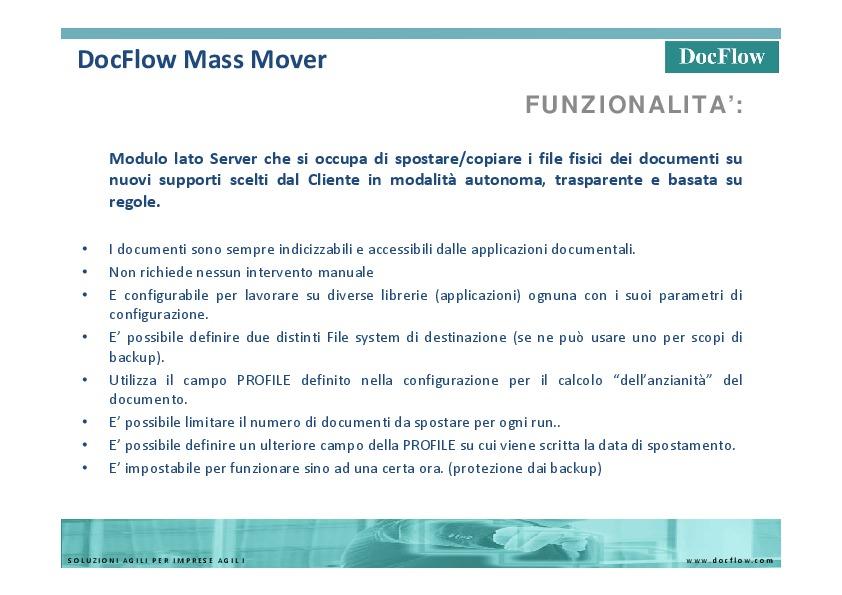 DocFlow Mass Mover
DocFlow
FUNZIONALITA’:
Modulo lato Server che si occupa di spostare/copiare i file fisici dei documenti su
nuovi supporti scelti dal Cliente in modalità autonoma, trasparente e basata su
regole.
• I documenti sono sempre indicizzabili e accessibili dalle applicazioni documentali.
• Non richiede nessun intervento manuale
• E configurabile per lavorare su diverse librerie (applicazioni) ognuna con i suoi parametri di
configurazione.
• E’ possibile definire due distinti File system di destinazione (se ne può usare uno per scopi di
backup).
• Utilizza il campo PROFILE definito nella configurazione per il calcolo “dell’anzianità” del
documento.
• E’ possibile limitare il numero di documenti da spostare per ogni run..
• E’ possibile definire un ulteriore campo della PROFILE su cui viene scritta la data di spostamento.
• E’ impostabile per funzionare sino ad una certa ora. (protezione dai backup)
SOLUZIONI AGILI PER IMPRESE AGILI
www.docflow.com